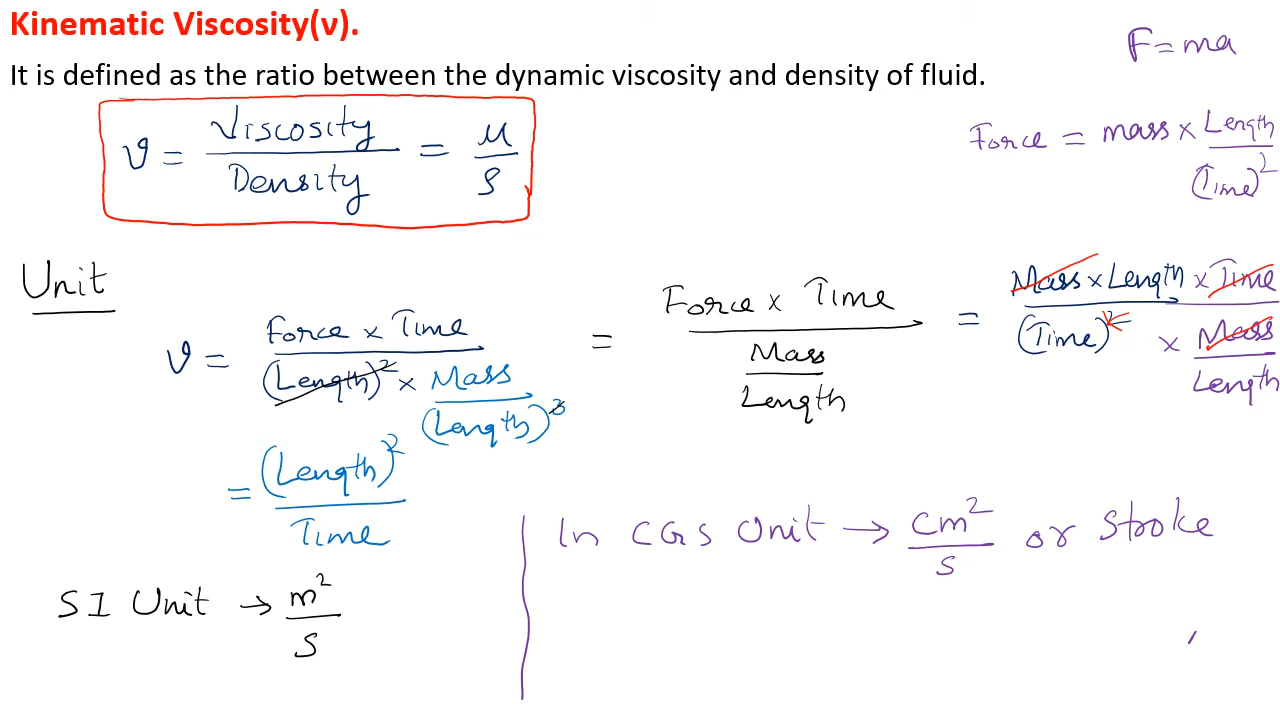 Kinematic Viscosity(ν).
F = ma
It is defined as the ratio between the dynamic viscosity and density of fluid.
ϑ = Viscosity / Density = μ / ρ
Force = mass × Length / (Time)²
Unit
ϑ = Force × Time / (Length)² × Mass / (Length)³ = Force × Time / Mass / Length = Mass × Length × Time / (Time)² × Mass / Length
= (Length)² / Time
In CGS Unit → cm² / s or Stroke
SI Unit → m² / s